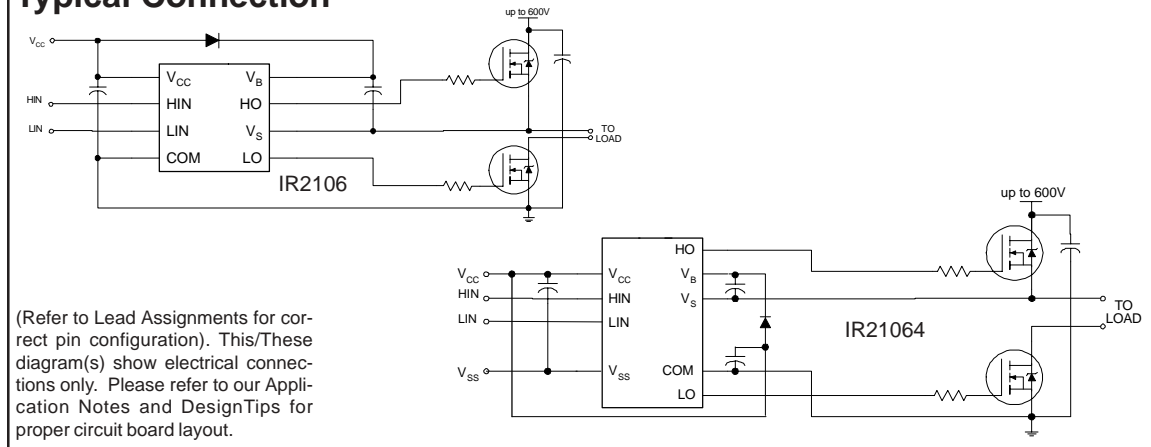 Typical Connection
up to 600V
VCC
VCC
VB
HIN
HIN
HO
LIN
LIN
VS
TO
LOAD
COM
LO
IR2106
up to 600V
HO
VCC
VCC
VB
HIN
HIN
VS
LIN
LIN
TO
LOAD
IR21064
VSS
VSS
COM
LO
(Refer to Lead Assignments for cor-
rect pin configuration). This/These
diagram(s) show electrical connec-
tions only. Please refer to our Appli-
cation Notes and DesignTips for
proper circuit board layout.